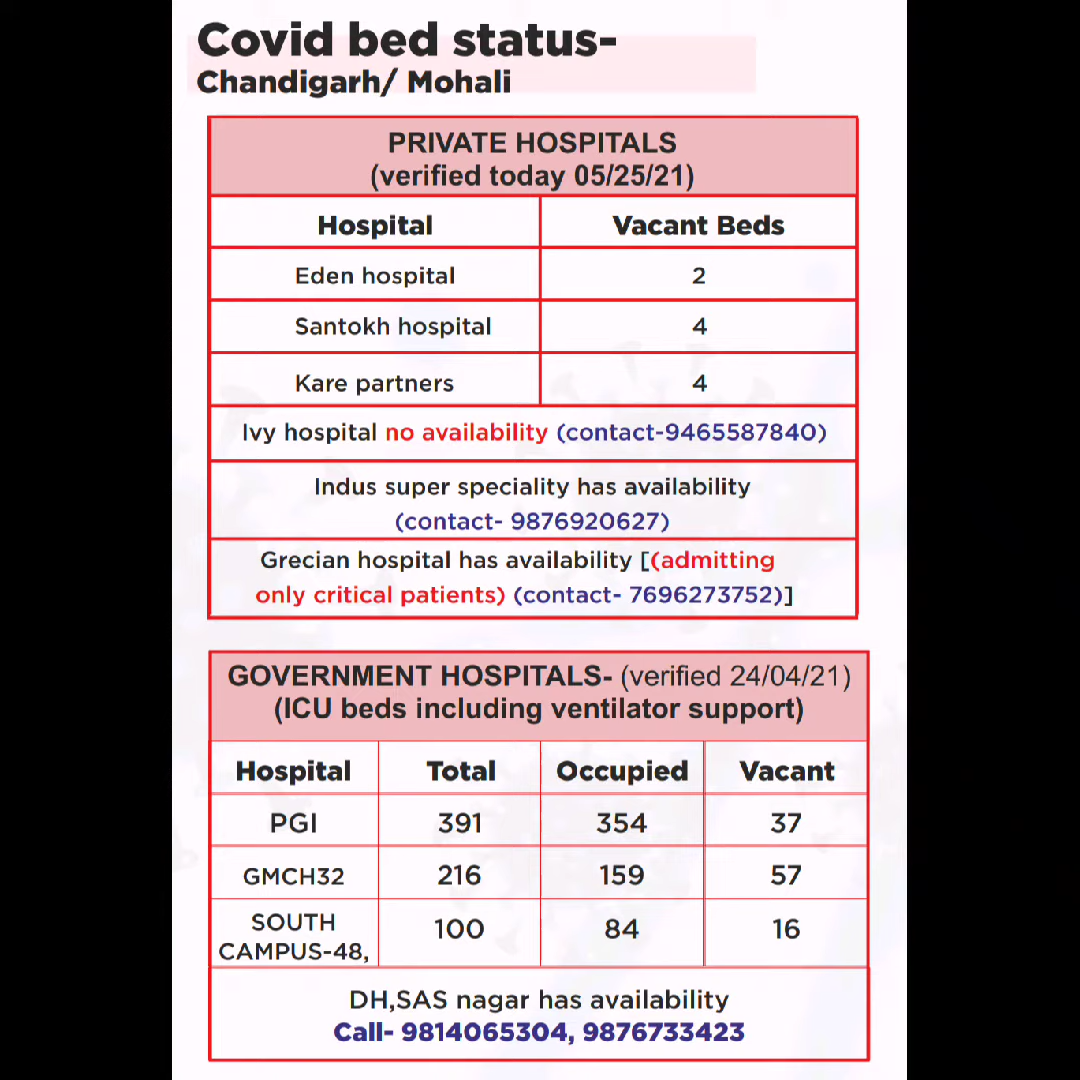 Covid bed status-
Chandigarh/ Mohali
PRIVATE HOSPITALS
(verified today 05/25/21)
Hospital Vacant Beds
Eden hospital 2
Santokh hospital 4
Kare partners 4
Ivy hospital no availability (contact-9465587840)
Indus super speciality has availability
(contact- 9876920627)
Grecian hospital has availability [(admitting
only critical patients) (contact- 7696273752)]
GOVERNMENT HOSPITALS- (verified 24/04/21)
(ICU beds including ventilator support)
Hospital Total Occupied Vacant
PGI 391 354 37
GMCH32 216 159 57
SOUTH
CAMPUS-48, 100 84 16
DH,SAS nagar has availability
Call- 9814065304, 9876733423